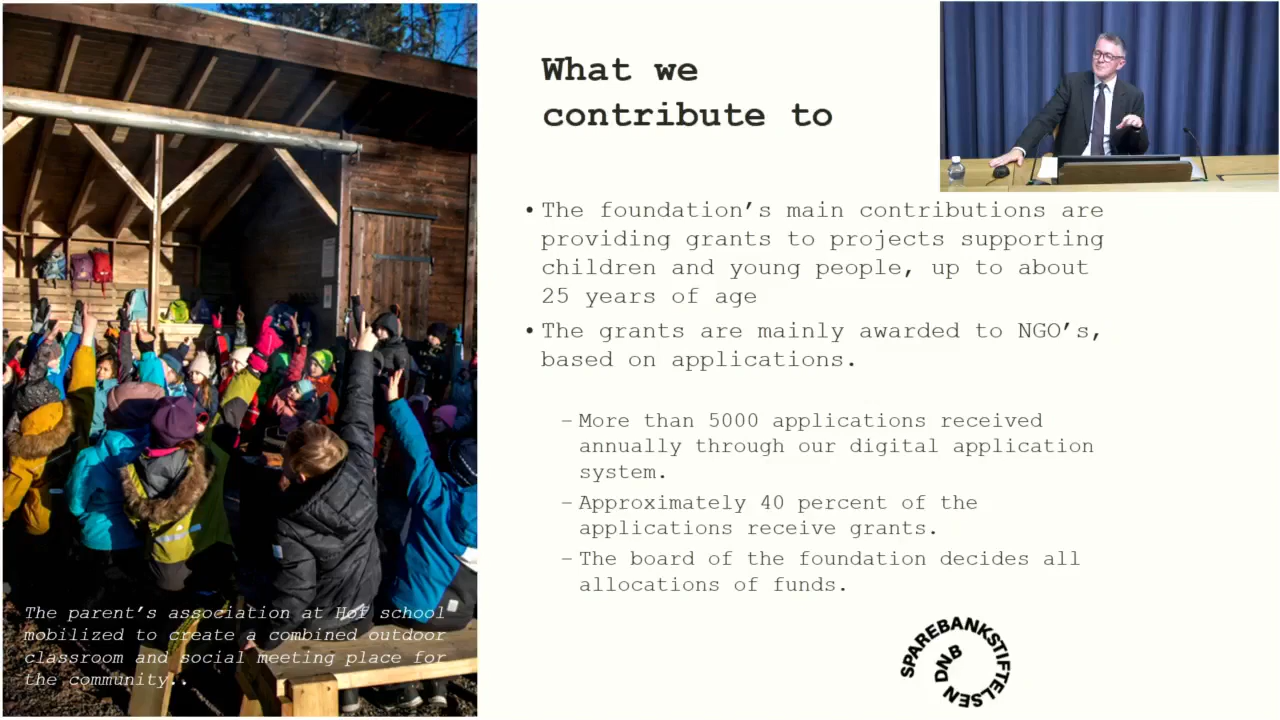 What we
contribute to
• The foundation’s main contributions are
providing grants to projects supporting
children and young people, up to about
25 years of age
• The grants are mainly awarded to NGO’s,
based on applications.
– More than 5000 applications received
annually through our digital application
system.
– Approximately 40 percent of the
applications receive grants.
– The board of the foundation decides all
allocations of funds.
The parent’s association at Hof school
mobilized to create a combined outdoor
classroom and social meeting place for
the community..
SPAREBANKSTIFTELSEN
DNB